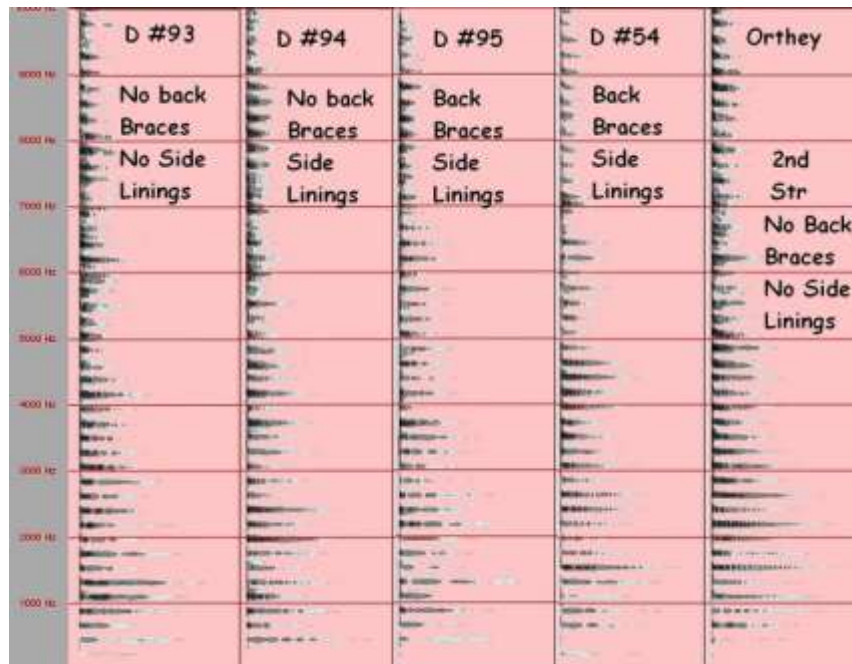 D #93
No back
Braces
No Side
Linings
D #94
No back
Braces
Side
Linings
D #95
Back
Braces
Side
Linings
D #54
Back
Braces
Side
Linings
Orthey
2nd
Str
No Back
Braces
No Side
Linings
9000 Hz
8000 Hz
7000 Hz
6000 Hz
5000 Hz
4000 Hz
3000 Hz
2000 Hz
1000 Hz